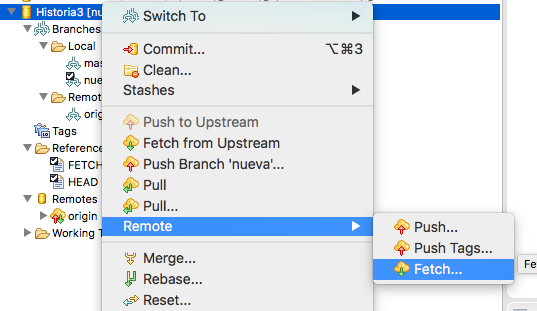 Historia3 [nu
Branches
Local
mas
nuev
Remot
orig
Tags
Reference
FETCH
HEAD
Remotes
origin
Working T
Switch To
Commit... ⌥⌘3
Clean...
Stashes
Push to Upstream
Fetch from Upstream
Push Branch 'nueva'...
Pull
Pull...
Remote
Merge...
Rebase...
Reset...
Push...
Push Tags...
Fetch...
Fe